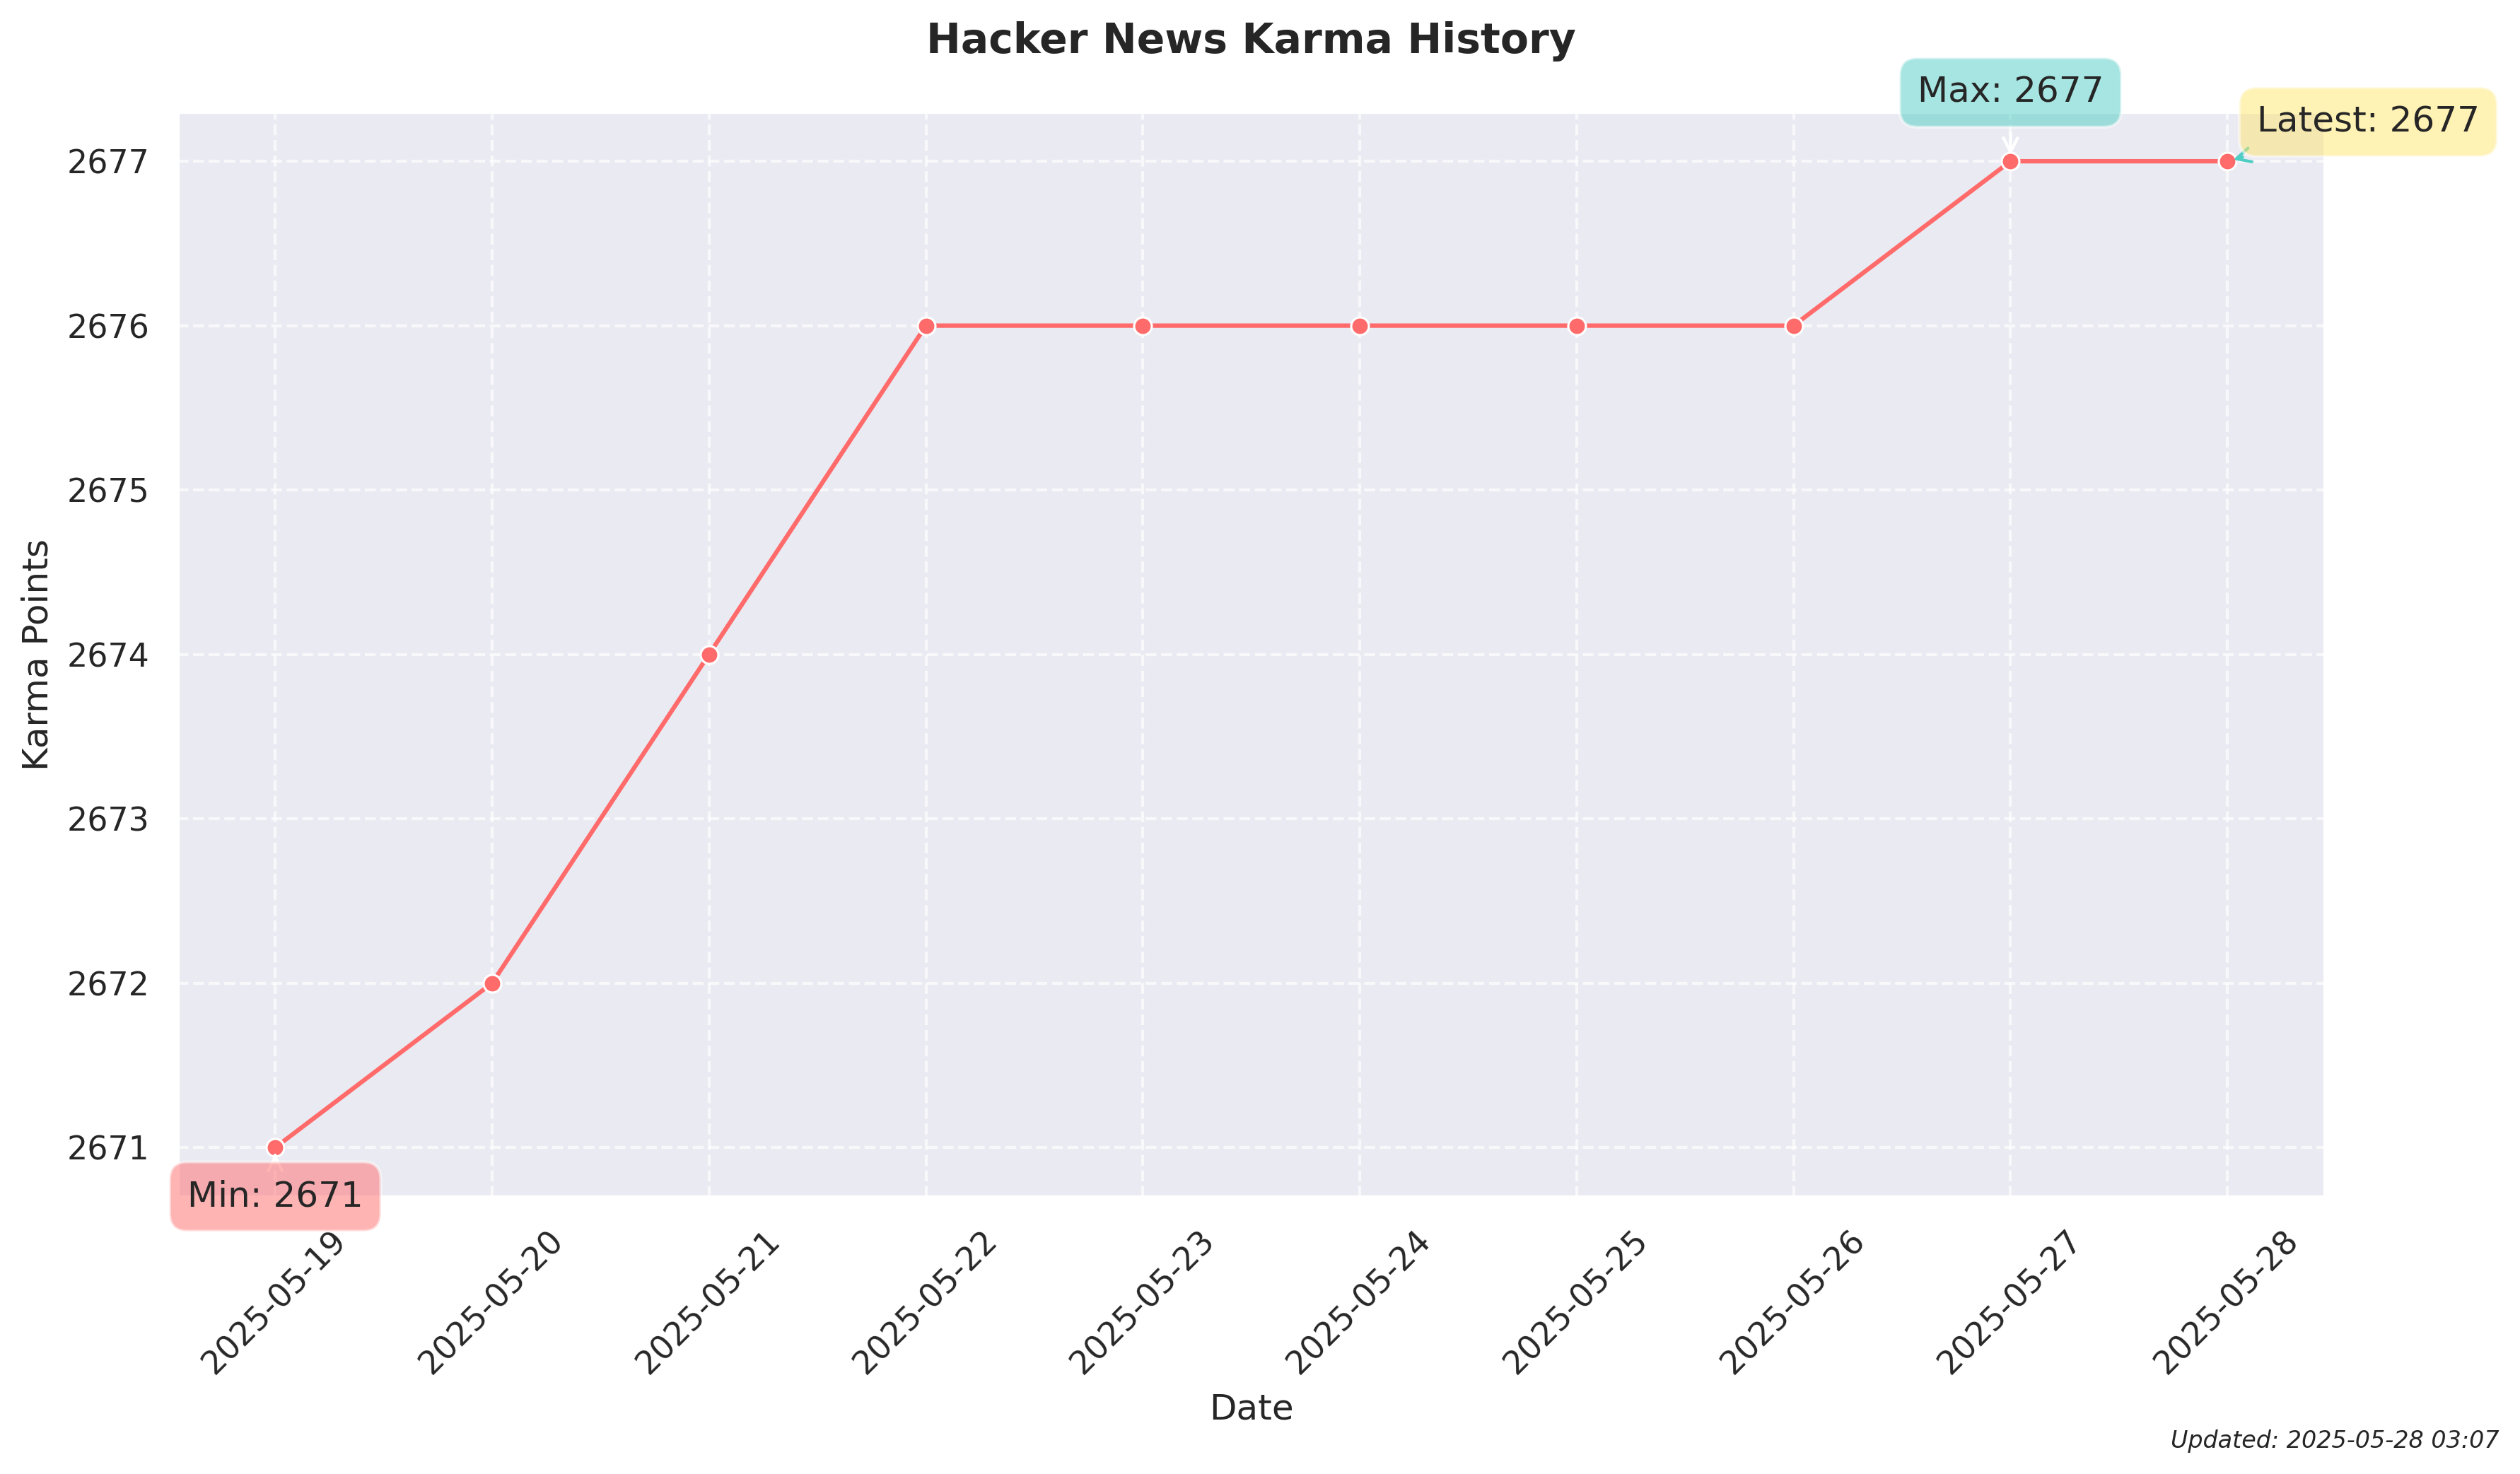 Hacker News Karma History
Max: 2677
Latest: 2677
2677
2676
2675
2674
2673
2672
2671
Karma Points
Min: 2671
2025-05-19
2025-05-20
2025-05-21
2025-05-22
2025-05-23
2025-05-24
2025-05-25
2025-05-26
2025-05-27
2025-05-28
Date
Updated: 2025-05-28 03:07